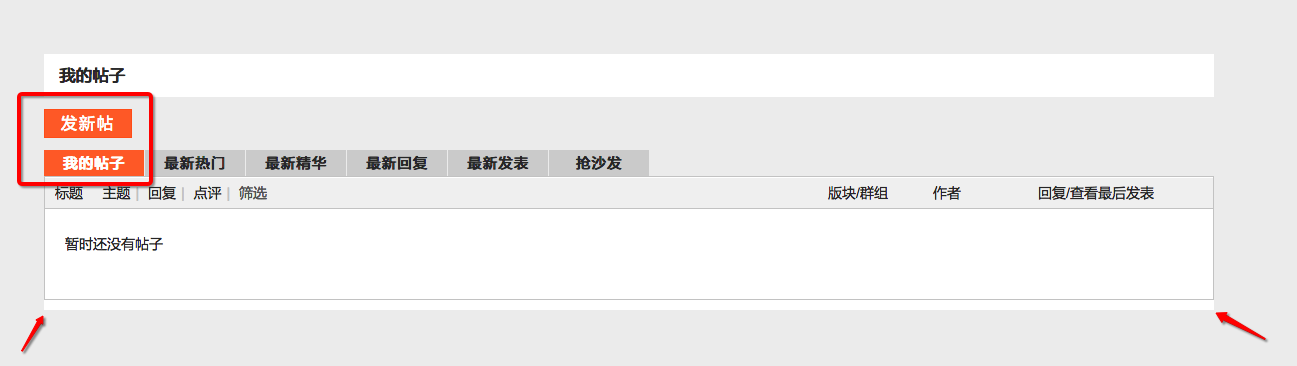 我的帖子
发新帖
我的帖子 最新热门 最新精华 最新回复 最新发表 抢沙发
标题 主题| 回复| 点评| 筛选 版块/群组 作者 回复/查看最后发表
暂时还没有帖子